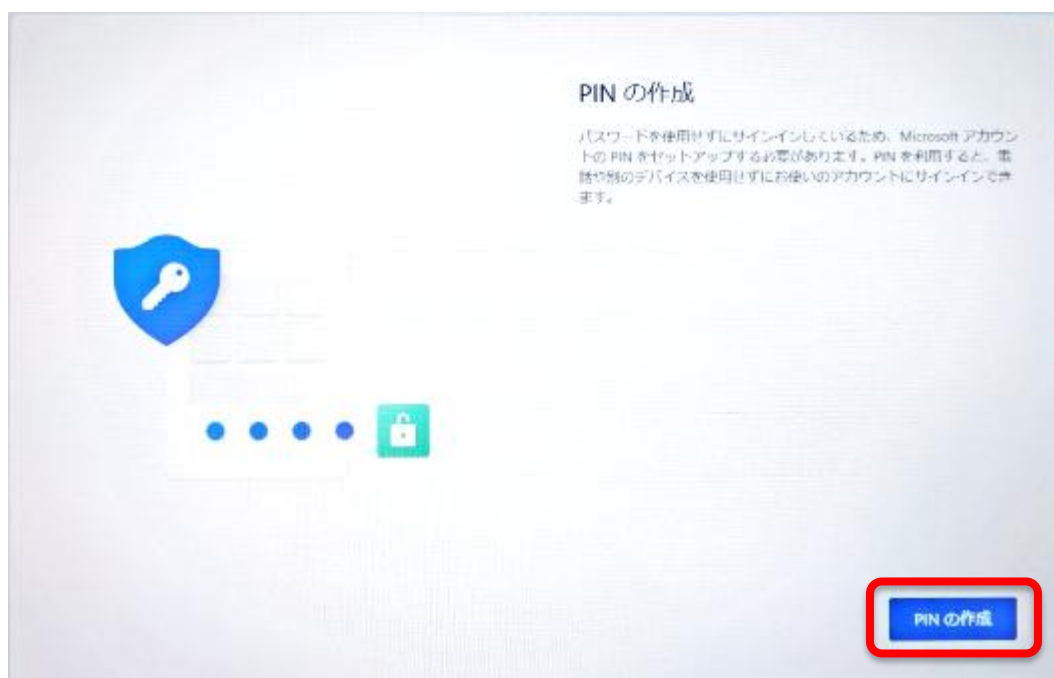 PIN の作成
パスワードを使用せずにサインインしているため、Microsoft アカウン
トの PIN をセットアップする必要があります。PIN を利用すると、電
話や別のデバイスを使用せずにお使いのアカウントにサインインでき
ます。
PIN の作成